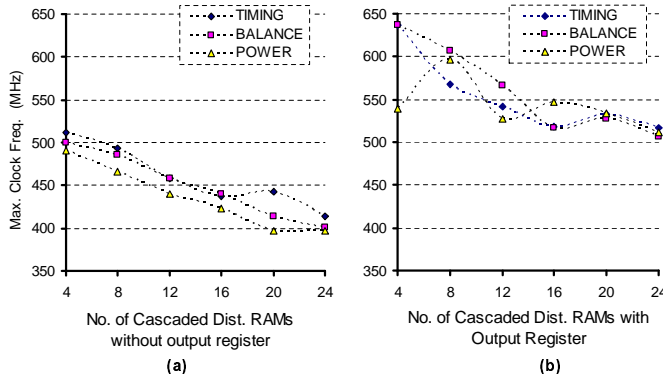 650
600
550
500
450
400
350
Max. Clock Freq. (MHz)
TIMING
BALANCE
POWER
4 8 12 16 20 24
No. of Cascaded Dist. RAMs
without output register
(a)
650
600
550
500
450
400
350
TIMING
BALANCE
POWER
4 8 12 16 20 24
No. of Cascaded Dist. RAMs with
Output Register
(b)